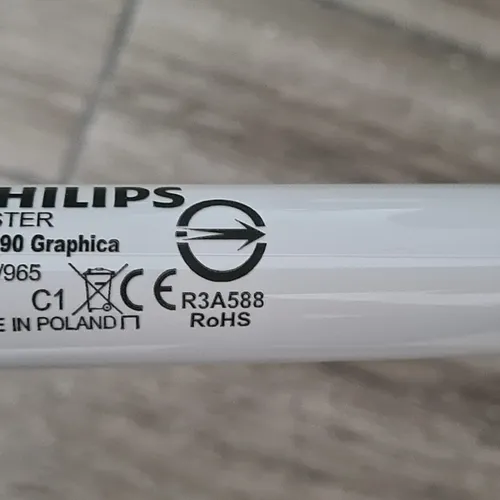 PHILIPS
STER
90 Graphica
/965
C1 CE R3A588
RoHS
E IN POLAND